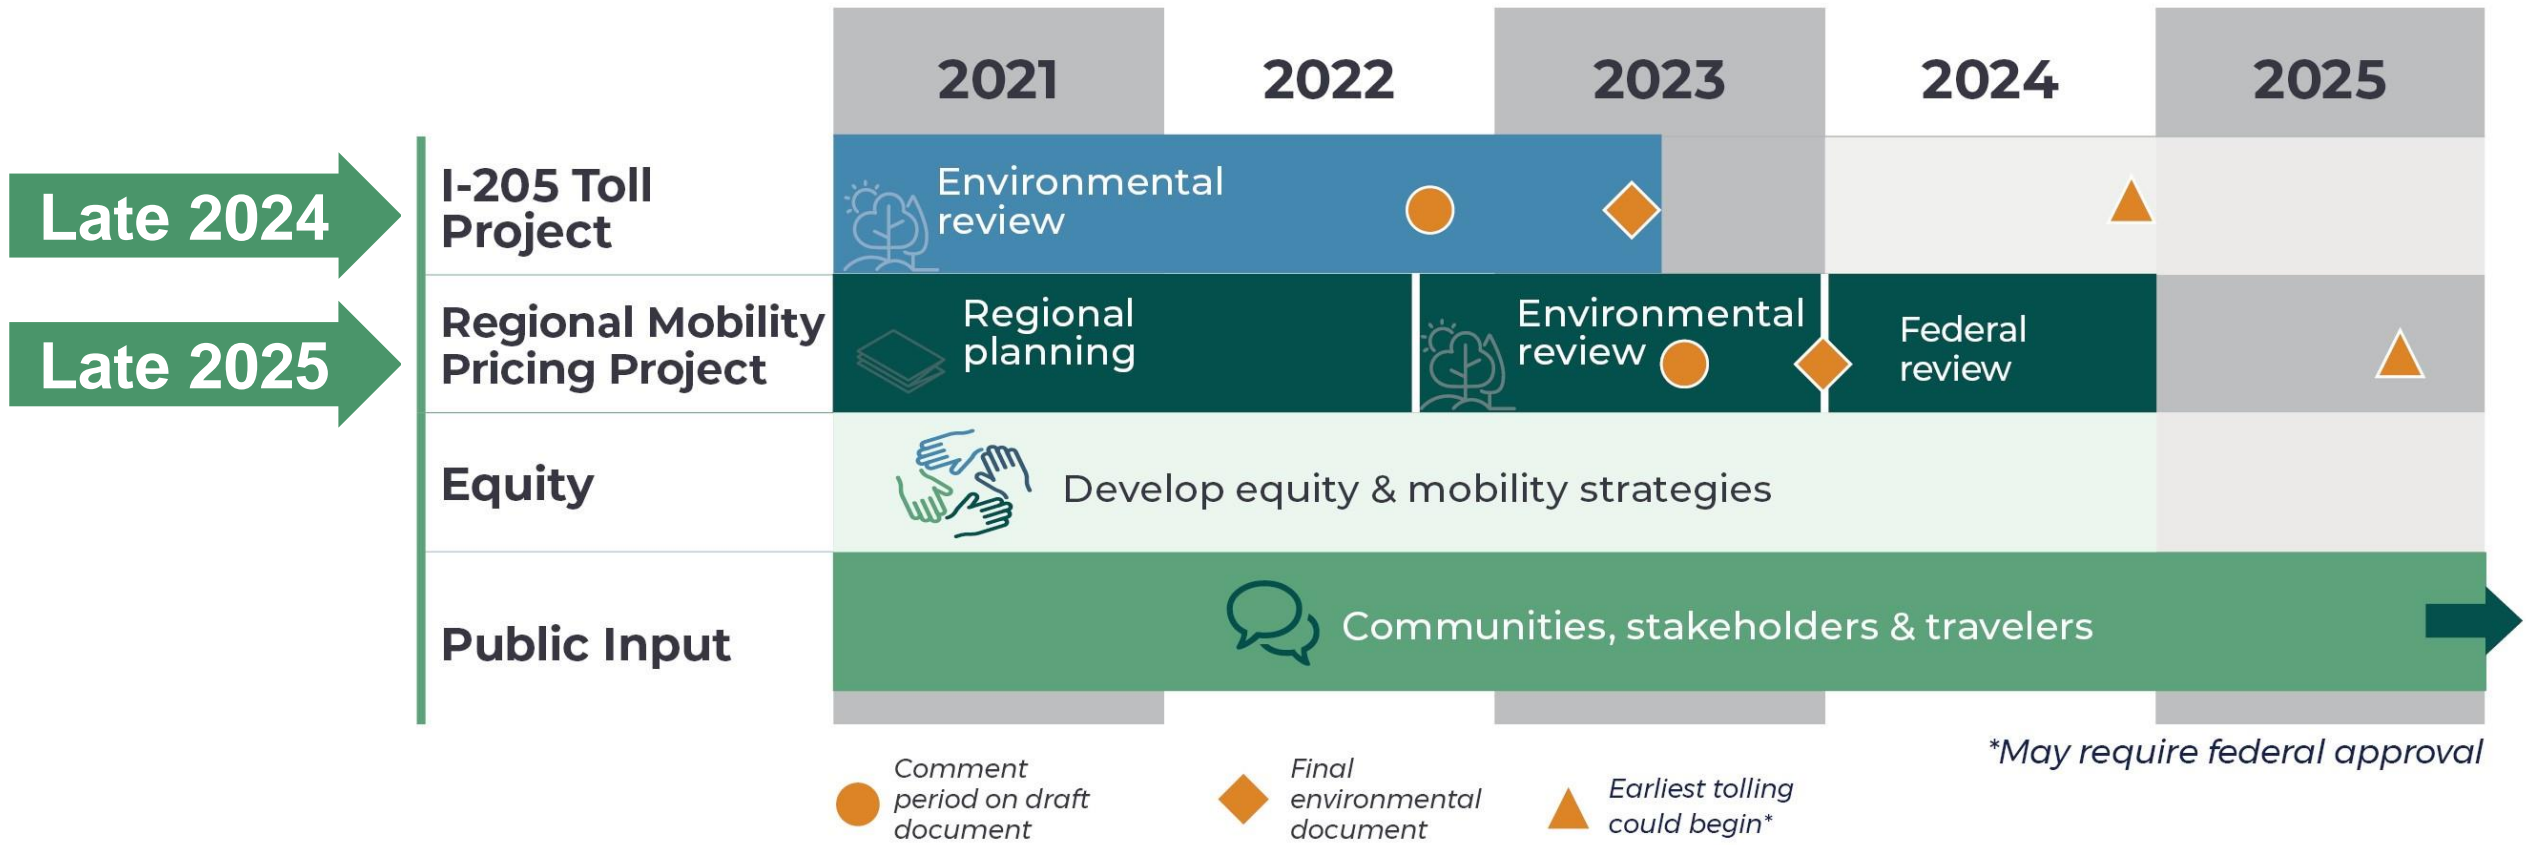 2021 2022 2023 2024 2025
Late 2024
I-205 Toll
Project
Environmental
review
Late 2025
Regional Mobility
Pricing Project
Regional
planning
Environmental
review
Federal
review
Equity
Develop equity & mobility strategies
Public Input
Communities, stakeholders & travelers
*May require federal approval
Comment
period on draft
document
Final
environmental
document
Earliest tolling
could begin*